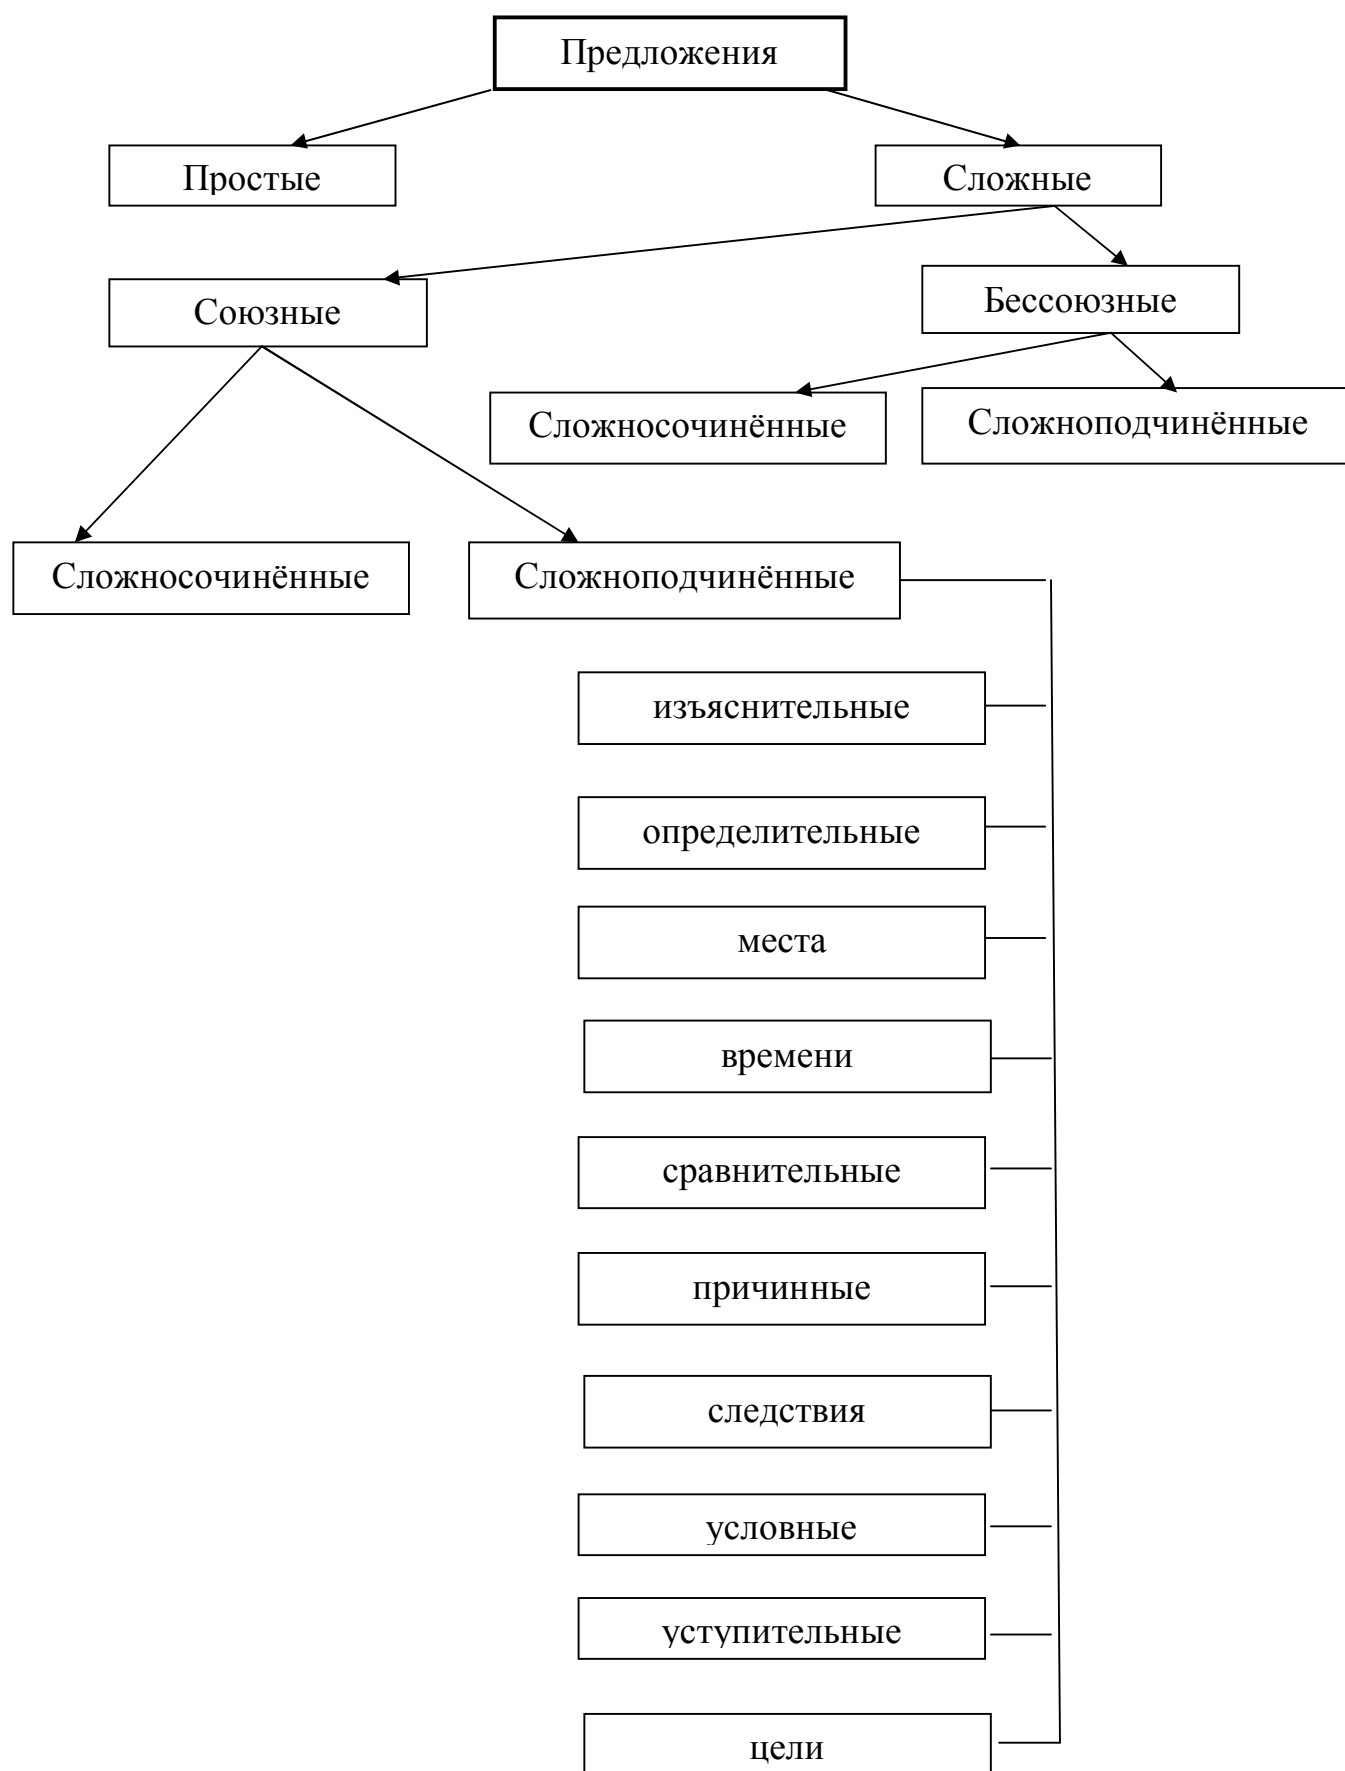 Предложения
Простые
Сложные
Союзные
Бессоюзные
Сложносочинённые
Сложноподчинённые
Сложносочинённые
Сложноподчинённые
изъяснительные
определительные
места
времени
сравнительные
причинные
следствия
условные
уступительные
цели